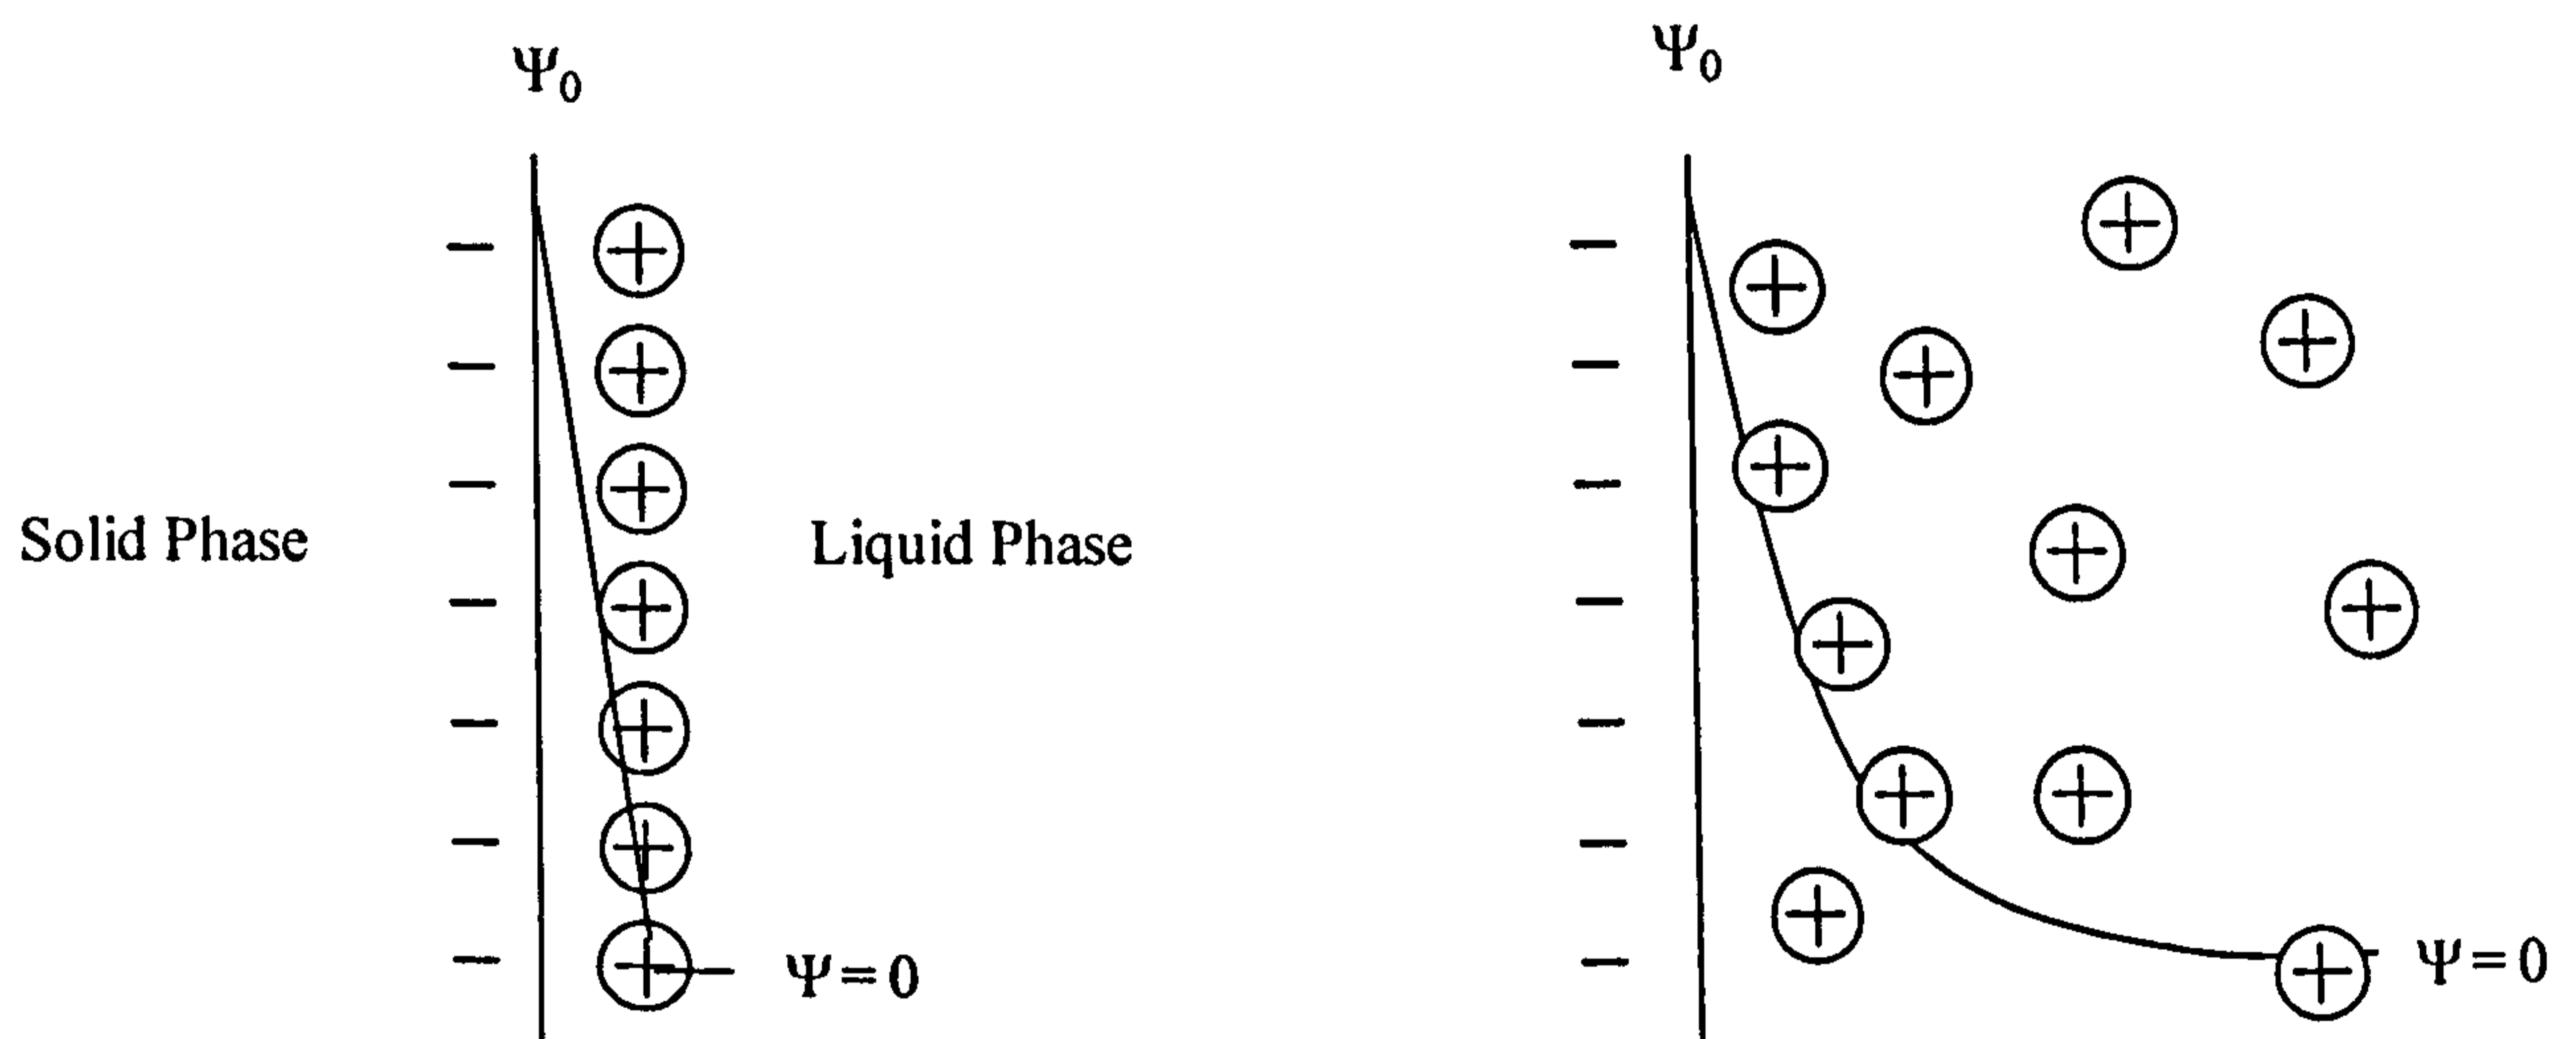 Ψ₀
Ψ₀
Solid Phase
Liquid Phase
Ψ = 0
Ψ = 0